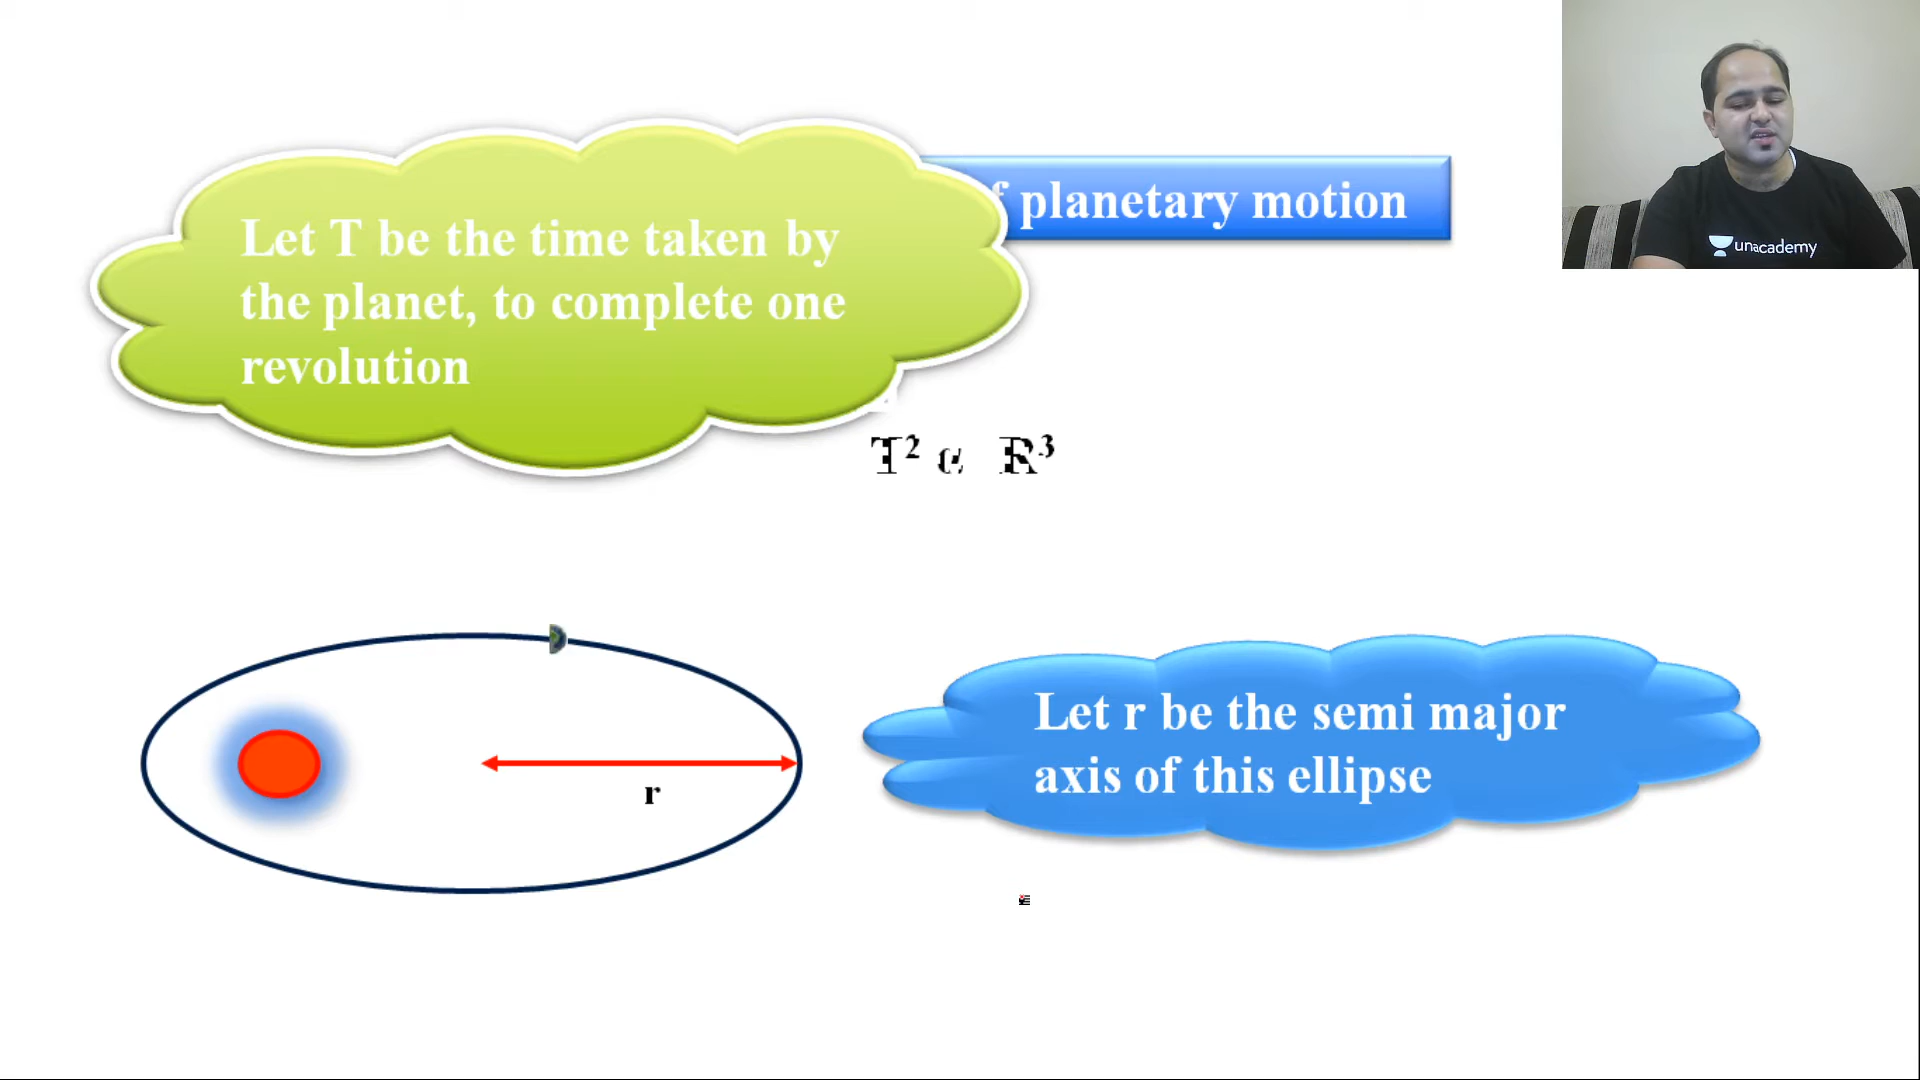 f planetary motion
Let T be the time taken by
the planet, to complete one
revolution
T² α R³
r
Let r be the semi major
axis of this ellipse
unacademy